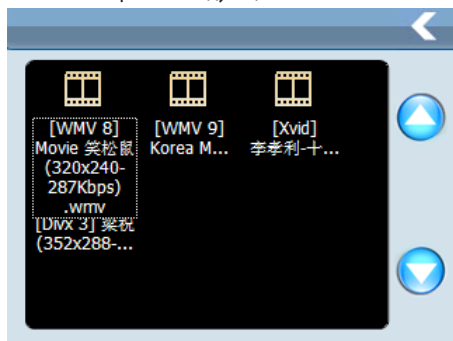 [WMV 8]
Movie 笑松鼠
(320x240-
287Kbps)
.wmv
[WMV 9]
Korea M...
[Xvid]
李孝利-十...
[Divx 3] 梁祝
(352x288-...